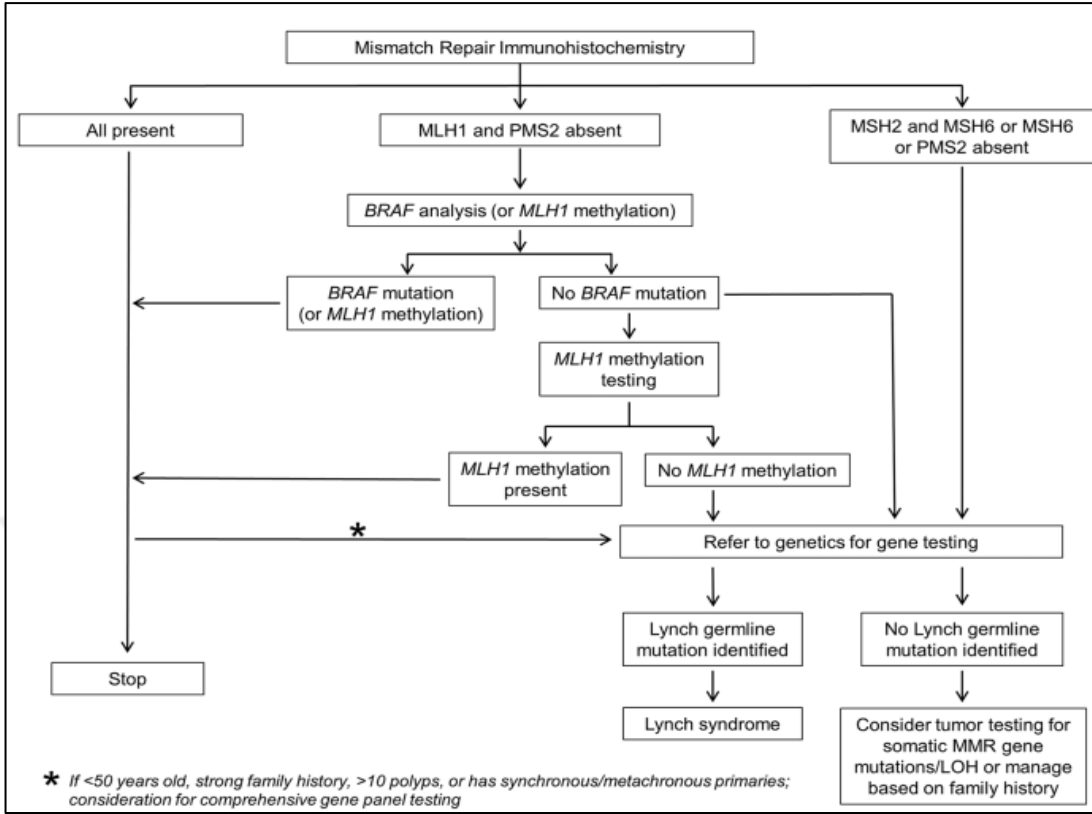 Mismatch Repair Immunohistochemistry
All present
MLH1 and PMS2 absent
MSH2 and MSH6 or MSH6
or PMS2 absent
BRAF analysis (or MLH1 methylation)
BRAF mutation
(or MLH1 methylation)
No BRAF mutation
MLH1 methylation
testing
MLH1 methylation
present
No MLH1 methylation
*
Refer to genetics for gene testing
Lynch germline
mutation identified
No Lynch germline
mutation identified
Stop
Lynch syndrome
Consider tumor testing for
somatic MMR gene
mutations/LOH or manage
based on family history
* If <50 years old, strong family history, >10 polyps, or has synchronous/metachronous primaries;
consideration for comprehensive gene panel testing